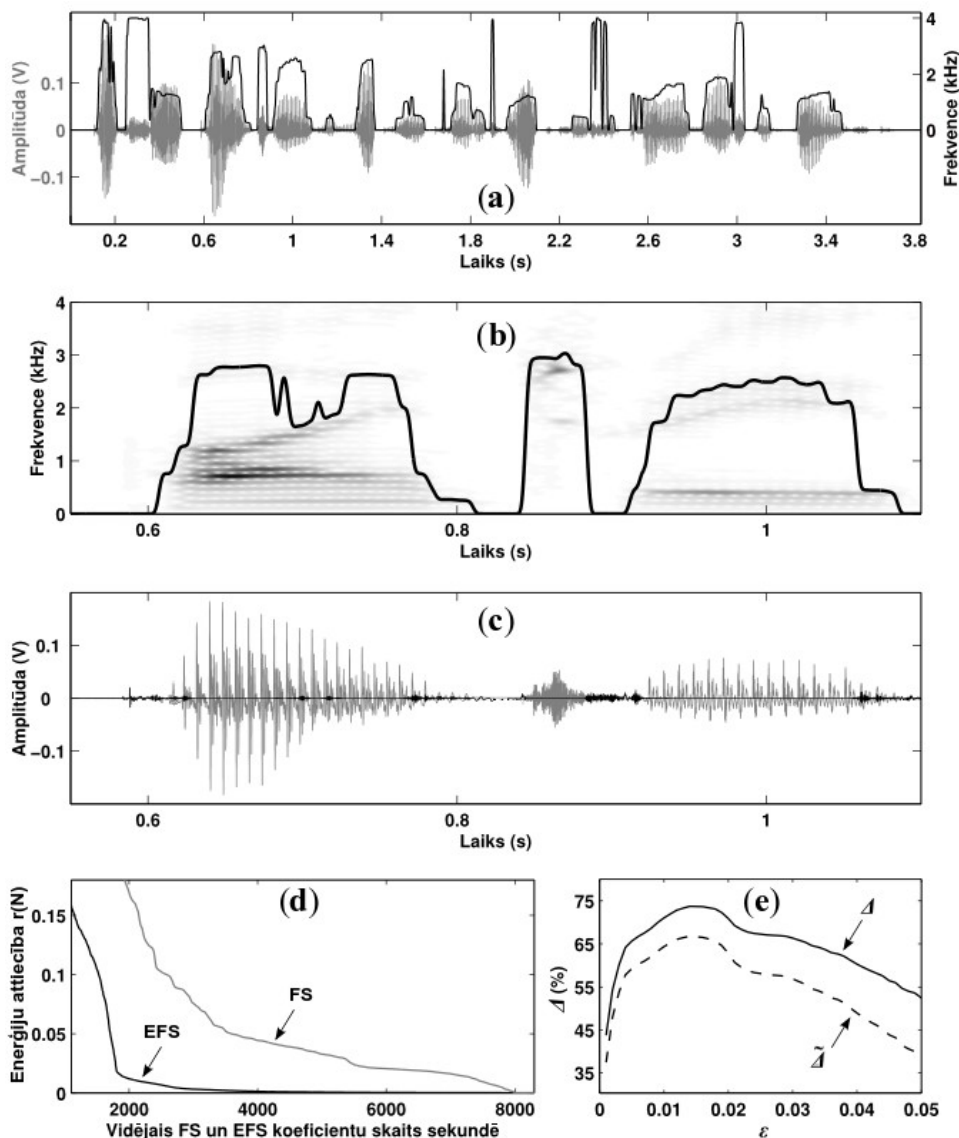 4
0.1
2
0
0
−0.1
Amplitūda (V)
Frekvence (kHz)
(a)
0.2 0.6 1 1.4 1.8 2.2 2.6 3 3.4 3.8
Laiks (s)
4
3
2
1
0
Frekvence (kHz)
(b)
0.6 0.8 1
Laiks (s)
0.1
0
−0.1
Amplitūda (V)
(c)
0.6 0.8 1
Laiks (s)
0.15
0.1
0.05
0
Enerģiju attiecība r(N)
(d)
FS
EFS
2000 4000 6000 8000
Vidējais FS un EFS koeficientu skaits sekundē
75
65
55
45
35
Δ (%)
(e)
Δ
Δ̃
0 0.01 0.02 0.03 0.04 0.05
ε